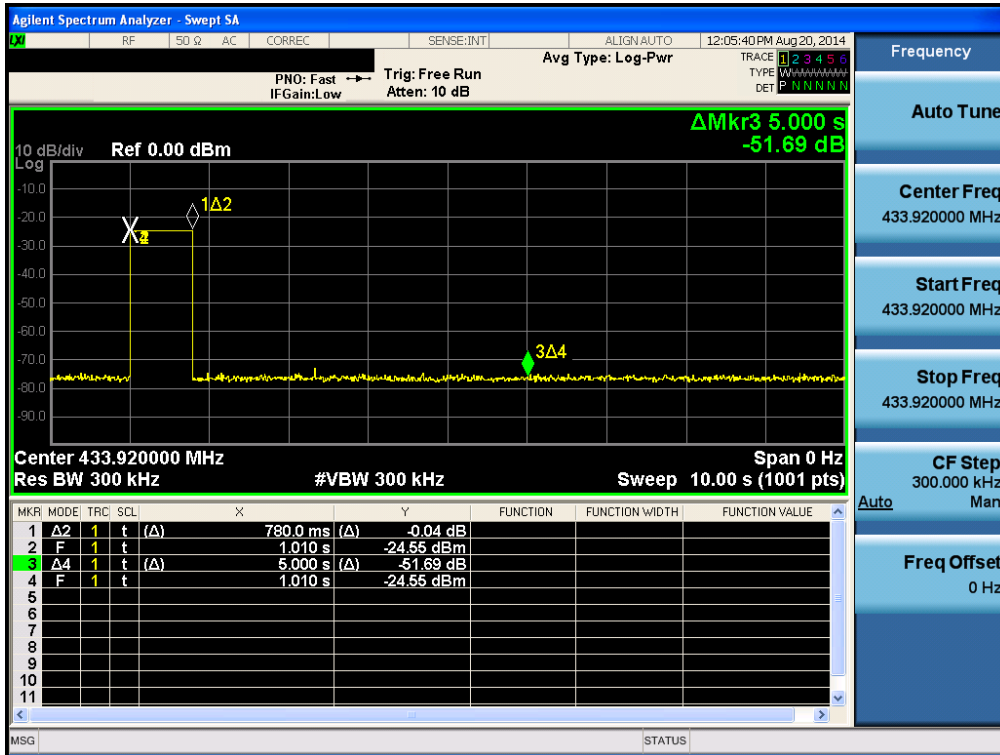 Agilent Spectrum Analyzer - Swept SA
LXI RF 50 Ω AC CORREC SENSE:INT ALIGN AUTO 12:05:40 PM Aug 20, 2014
Frequency
Avg Type: Log-Pwr
TRACE 1 2 3 4 5 6
PNO: Fast Trig: Free Run
TYPE
IFGain:Low Atten: 10 dB
DET P N N N N N
Auto Tune
ΔMkr3 5.000 s
-51.69 dB
10 dB/div Ref 0.00 dBm
Log
-10.0
-20.0
-30.0
-40.0
-50.0
-60.0
-70.0
-80.0
-90.0
1Δ2
3Δ4
Center 433.920000 MHz Span 0 Hz
Res BW 300 kHz #VBW 300 kHz Sweep 10.00 s (1001 pts)
Center Freq
433.920000 MHz
Start Freq
433.920000 MHz
Stop Freq
433.920000 MHz
CF Step
300.000 kHz
Auto Man
Freq Offset
0 Hz
MKR MODE TRC SCL X Y FUNCTION FUNCTION WIDTH FUNCTION VALUE
1 Δ2 1 t (Δ) 780.0 ms (Δ) -0.04 dB
2 F 1 t 1.010 s -24.55 dBm
3 Δ4 1 t (Δ) 5.000 s (Δ) -51.69 dB
4 F 1 t 1.010 s -24.55 dBm
5
6
7
8
9
10
11
MSG STATUS